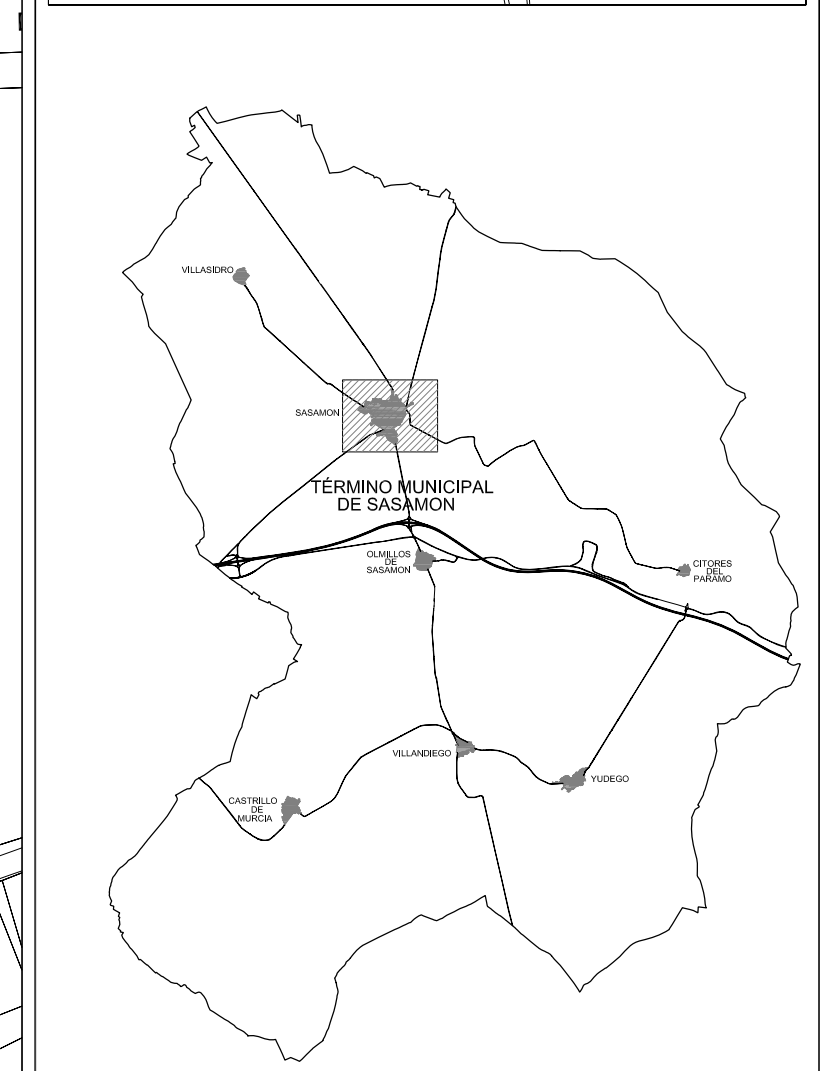 VILLASIDRO
SASAMON
TÉRMINO MUNICIPAL
DE SASAMON
OLMILLOS
DE
SASAMON
CITORES
DEL
PARAMO
VILLANDIEGO
YUDEGO
CASTRILLO
DE
MURCIA